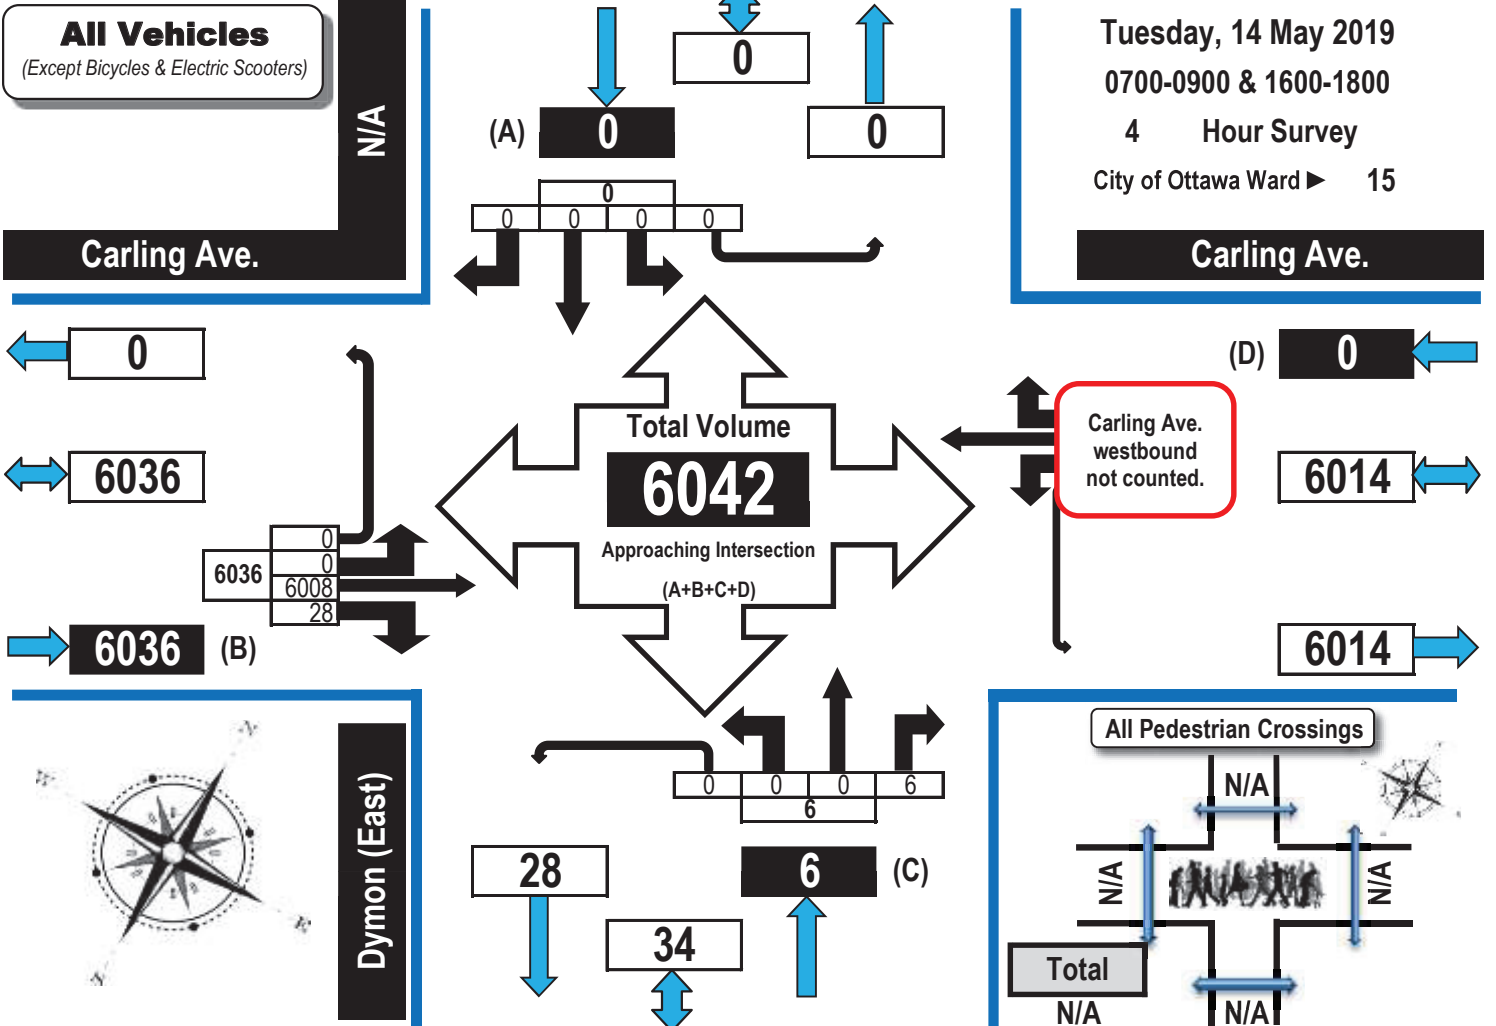 All Vehicles
(Except Bicycles & Electric Scooters)
N/A
Carling Ave.
0
(A) 0
0
0
0 0 0 0
Tuesday, 14 May 2019
0700-0900 & 1600-1800
4 Hour Survey
City of Ottawa Ward ► 15
Carling Ave.
0
6036
0
0
6008
28
6036
6036 (B)
Total Volume
6042
Approaching Intersection
(A+B+C+D)
(D) 0
Carling Ave.
westbound
not counted.
6014
6014
N
W
E
S
Dymon (East)
0 0 0 6
6
28
6 (C)
34
All Pedestrian Crossings
N/A
N/A
N/A
N/A
Total
N/A